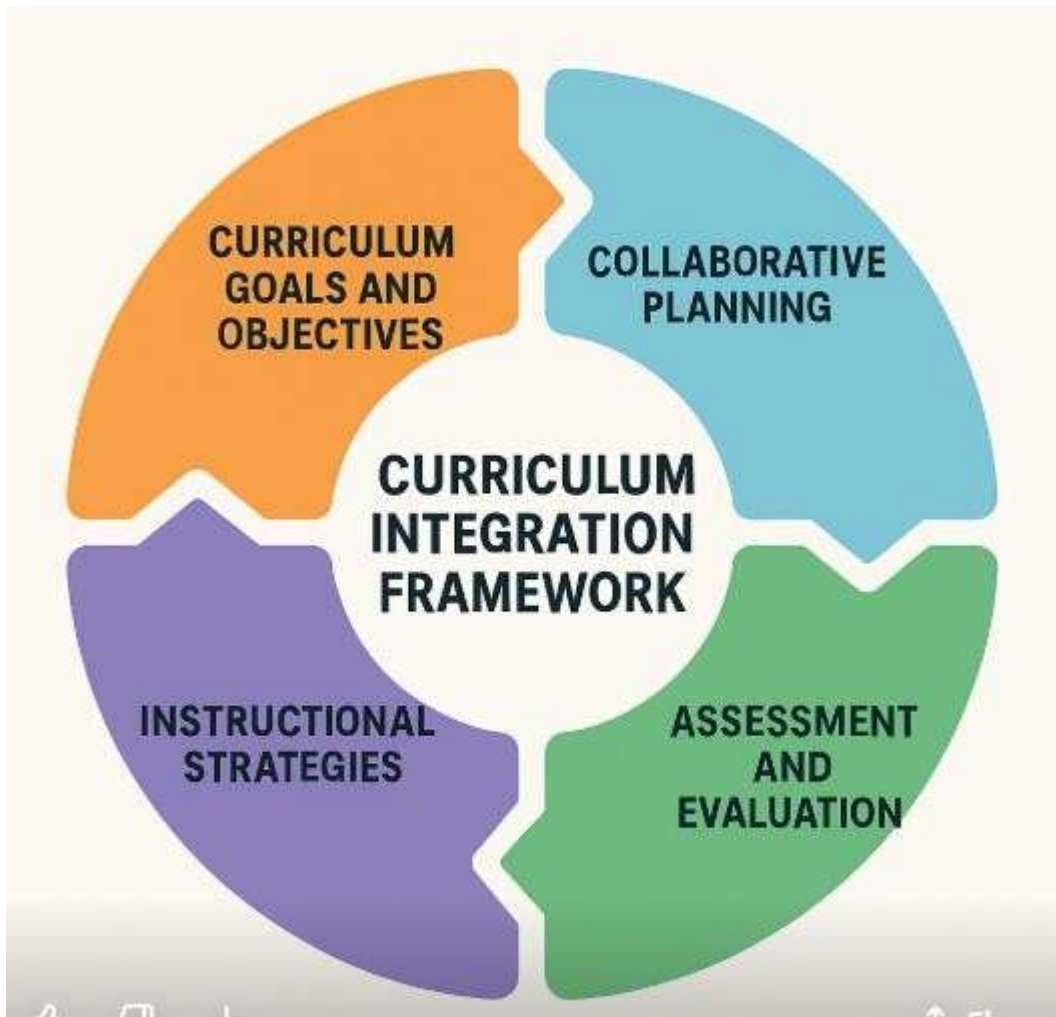 CURRICULUM
GOALS AND
OBJECTIVES
COLLABORATIVE
PLANNING
CURRICULUM
INTEGRATION
FRAMEWORK
INSTRUCTIONAL
STRATEGIES
ASSESSMENT
AND
EVALUATION